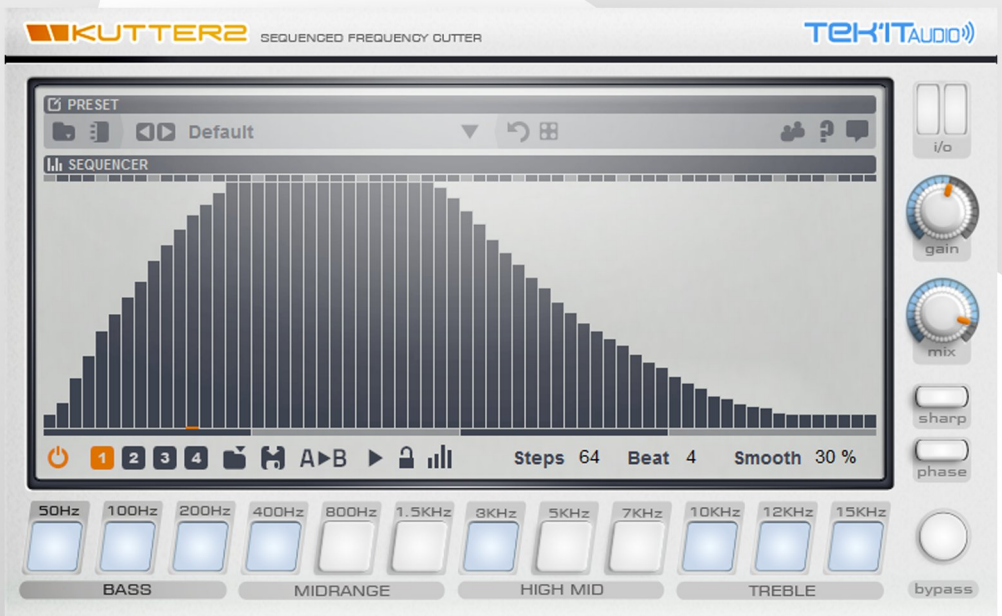 KUTTER2 SEQUENCED FREQUENCY CUTTER TEK'IT AUDIO
PRESET
Default ?
i/o
SEQUENCER
gain
mix
sharp
1 2 3 4 A▶B Steps 64 Beat 4 Smooth 30 %
phase
50Hz 100Hz 200Hz 400Hz 800Hz 1.5KHz 3KHz 5KHz 7KHz 10KHz 12KHz 15KHz
BASS MIDRANGE HIGH MID TREBLE bypass